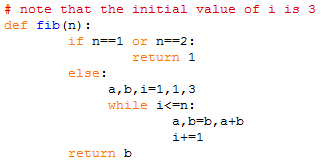 # note that the initial value of i is 3
def fib(n):
        if n==1 or n==2:
                return 1
        else:
             a,b,i=1,1,3
             while i<=n:
                     a,b=b,a+b
                     i+=1
        return b